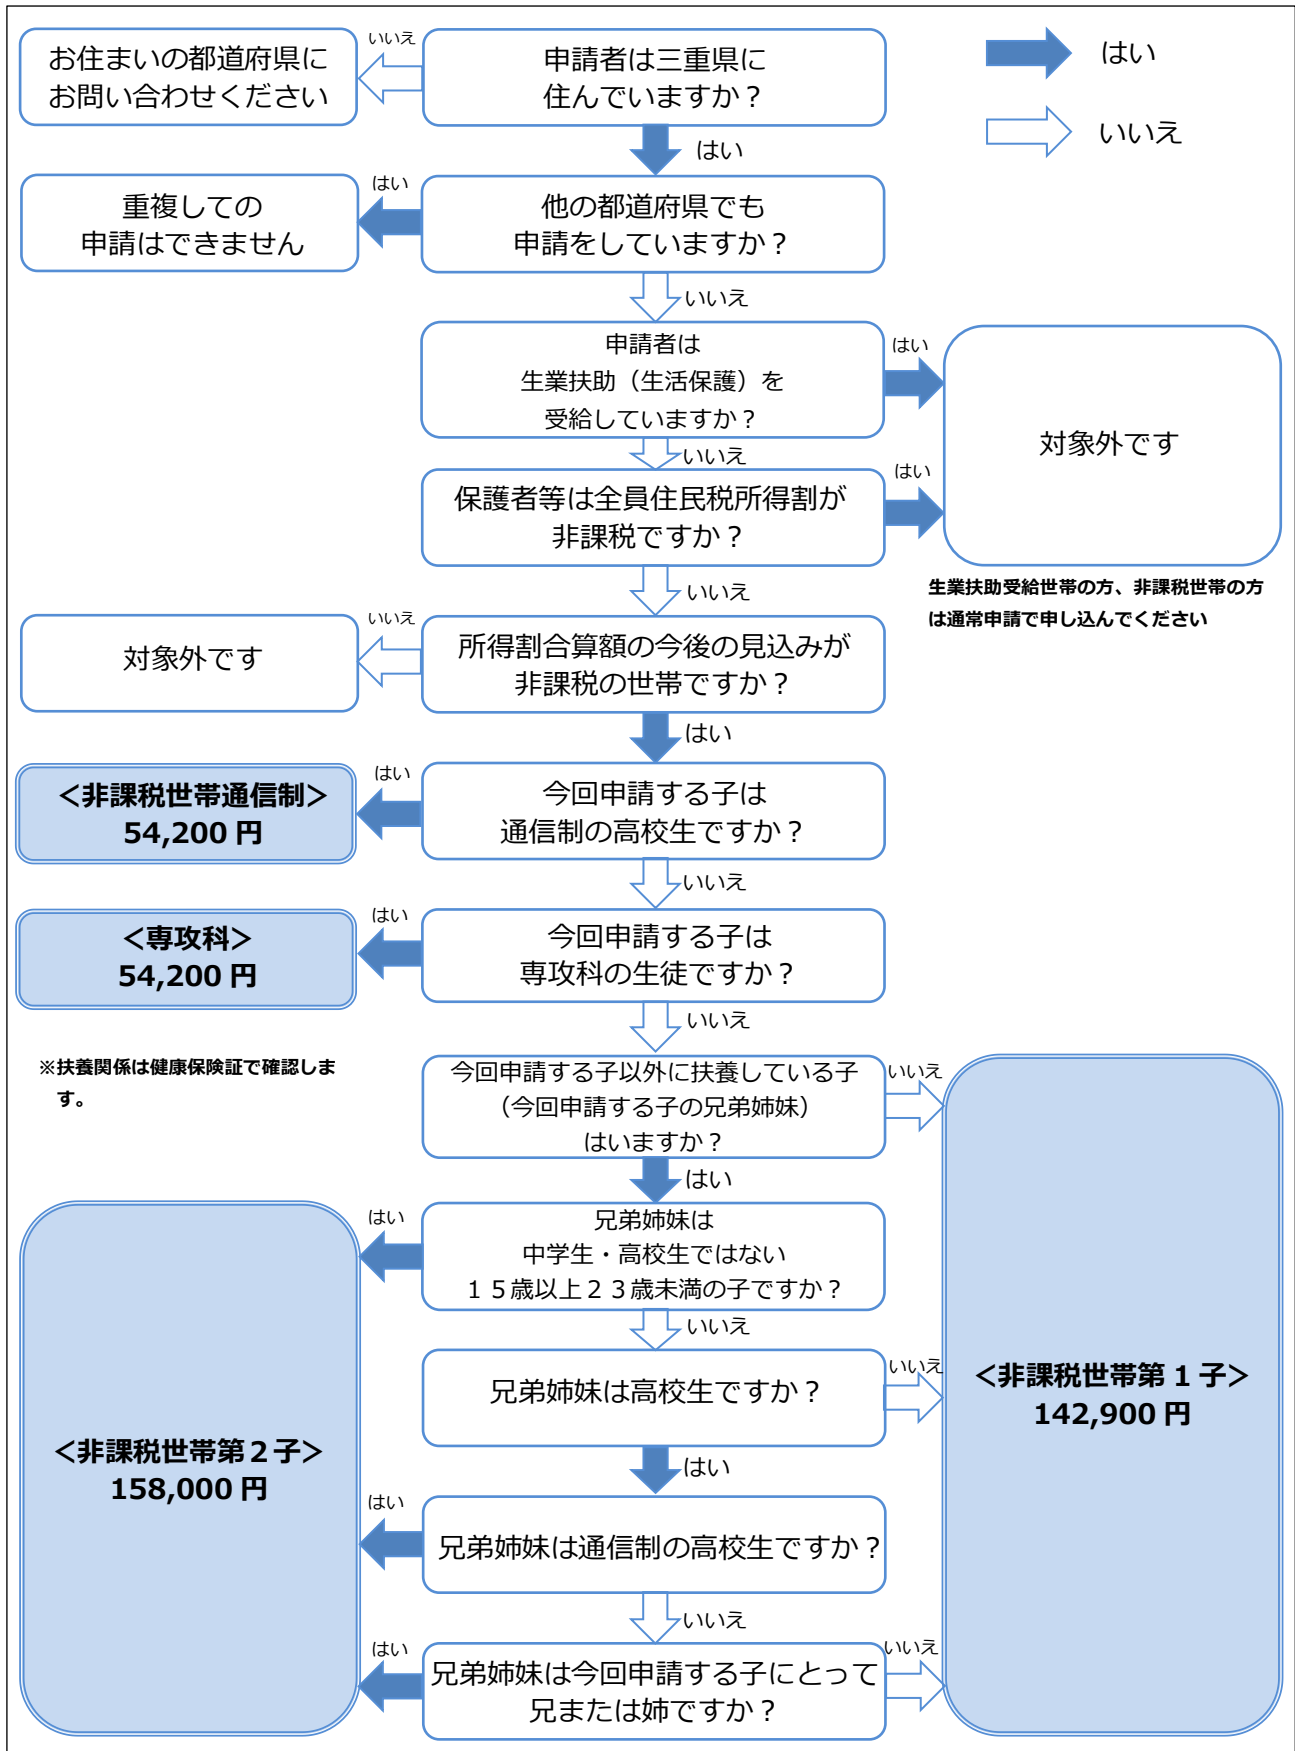 お住まいの都道府県に
お問い合わせください
いいえ
申請者は三重県に
住んでいますか？
はい
いいえ
はい
重複しての
申請はできません
はい
他の都道府県でも
申請をしていますか？
いいえ
申請者は
生業扶助（生活保護）を
受給していますか？
はい
対象外です
いいえ
保護者等は全員住民税所得割が
非課税ですか？
はい
生業扶助受給世帯の方、非課税世帯の方
は通常申請で申し込んでください
いいえ
対象外です
いいえ
所得割合算額の今後の見込みが
非課税の世帯ですか？
はい
＜非課税世帯通信制＞
54,200 円
はい
今回申請する子は
通信制の高校生ですか？
いいえ
＜専攻科＞
54,200 円
はい
今回申請する子は
専攻科の生徒ですか？
いいえ
※扶養関係は健康保険証で確認しま
す。
今回申請する子以外に扶養している子
（今回申請する子の兄弟姉妹）
はいますか？
いいえ
はい
はい
兄弟姉妹は
中学生・高校生ではない
１５歳以上２３歳未満の子ですか？
いいえ
兄弟姉妹は高校生ですか？
いいえ
＜非課税世帯第 1 子＞
142,900 円
はい
＜非課税世帯第２子＞
158,000 円
はい
兄弟姉妹は通信制の高校生ですか？
いいえ
はい
兄弟姉妹は今回申請する子にとって
兄または姉ですか？
いいえ